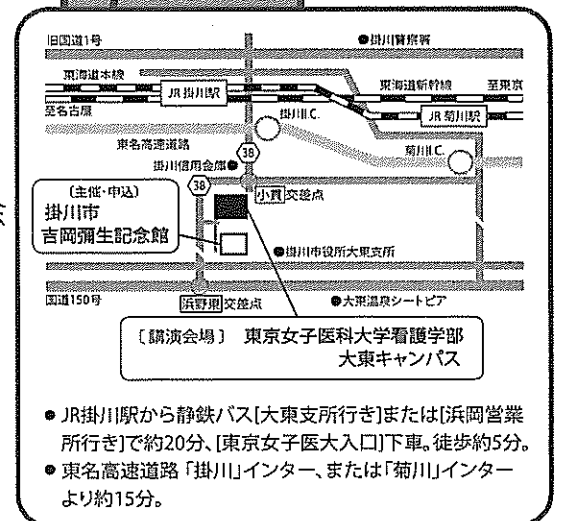 旧国道1号
●掛川警察署
東海道本線
JR掛川駅
東海道新幹線
至東京
至名古屋
掛川I.C.
JR菊川駅
東名高速道路
菊川I.C.
掛川信用金庫●
38
38
小貫交差点
(主催・申込)
掛川市
吉岡彌生記念館
●掛川市役所大東支所
国道150号
浜野東交差点
●大東温泉シートピア
〔講演会場〕 東京女子医科大学看護学部
大東キャンパス
● JR掛川駅から静鉄バス[大東支所行き]または[浜岡営業
所行き]で約20分、[東京女子医大入口]下車。徒歩約5分。
● 東名高速道路「掛川」インター、または「菊川」インター
より約15分。